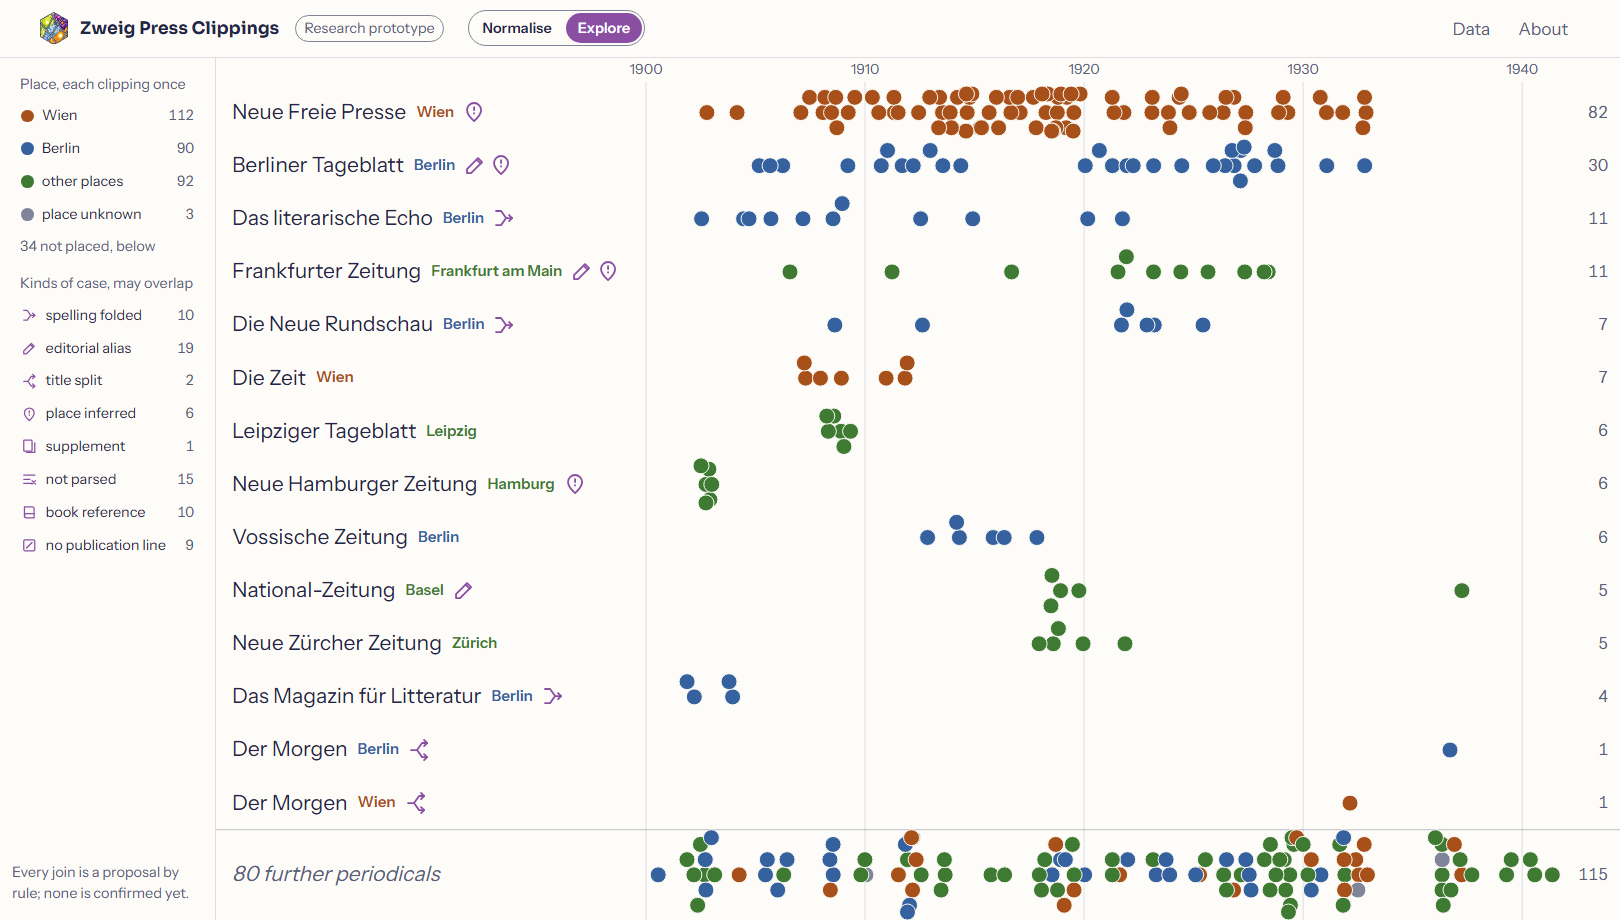 Zweig Press Clippings
Research prototype
Normalise
Explore
Data
About
Place, each clipping once
Wien 112
Berlin 90
other places 92
place unknown 3
34 not placed, below
Kinds of case, may overlap
spelling folded 10
editorial alias 19
title split 2
place inferred 6
supplement 1
not parsed 15
book reference 10
no publication line 9
Every join is a proposal by
rule; none is confirmed yet.
1900 1910 1920 1930 1940
Neue Freie Presse Wien 82
Berliner Tageblatt Berlin 30
Das literarische Echo Berlin 11
Frankfurter Zeitung Frankfurt am Main 11
Die Neue Rundschau Berlin 7
Die Zeit Wien 7
Leipziger Tageblatt Leipzig 6
Neue Hamburger Zeitung Hamburg 6
Vossische Zeitung Berlin 6
National-Zeitung Basel 5
Neue Zürcher Zeitung Zürich 5
Das Magazin für Litteratur Berlin 4
Der Morgen Berlin 1
Der Morgen Wien 1
80 further periodicals 115